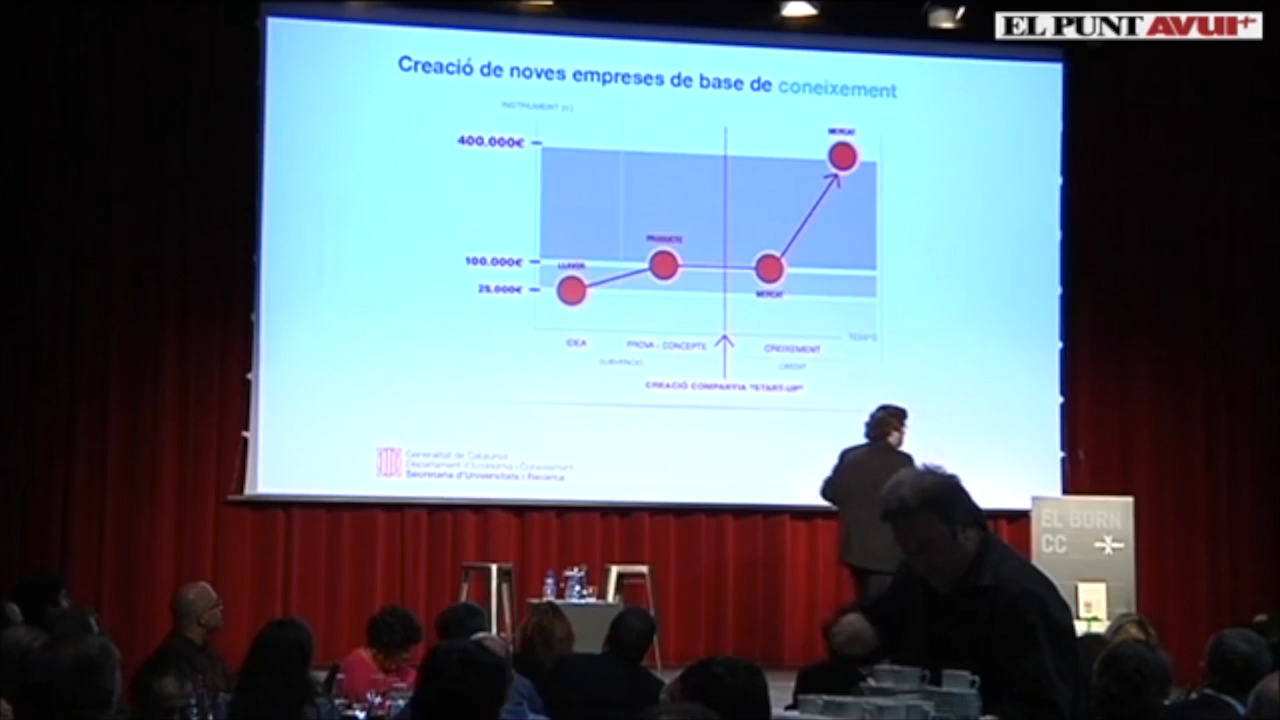 EL PUNT AVUI+
Creació de noves empreses de base de coneixement
INSTRUMENT (€)
400.000€
MERCAT
PRODUCTE
100.000€
LLAVOR
25.000€
MERCAT
TEMPS
IDEA
PROVA - CONCEPTE
CREIXEMENT
SUBVENCIÓ
CRÈDIT
CREACIÓ COMPANYIA "START-UP"
Generalitat de Catalunya
Departament d'Economia i Coneixement
Secretaria d'Universitats i Recerca
EL BORN
CC